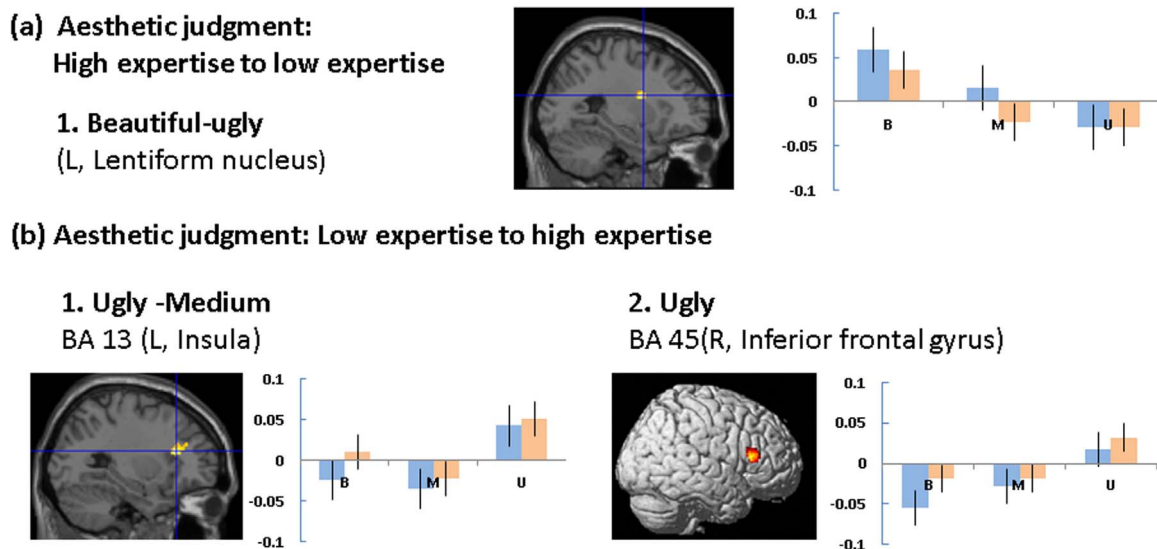 (a) Aesthetic judgment:
High expertise to low expertise
1. Beautiful-ugly
(L, Lentiform nucleus)
0.1
0.05
0
-0.05
-0.1
B
M
U
(b) Aesthetic judgment: Low expertise to high expertise
1. Ugly -Medium
BA 13 (L, Insula)
0.1
0.05
0
-0.05
-0.1
B
M
U
2. Ugly
BA 45(R, Inferior frontal gyrus)
0.1
0.05
0
-0.05
-0.1
B
M
U